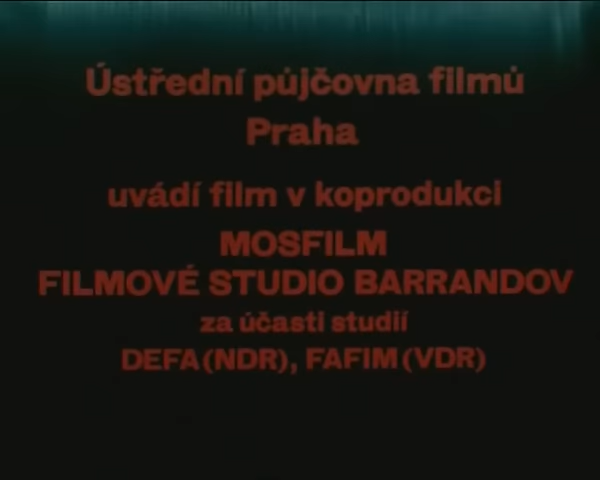 Ústřední půjčovna filmů
Praha
uvádí film v koprodukci
MOSFILM
FILMOVÉ STUDIO BARRANDOV
za účasti studií
DEFA (NDR), FAFIM (VDR)